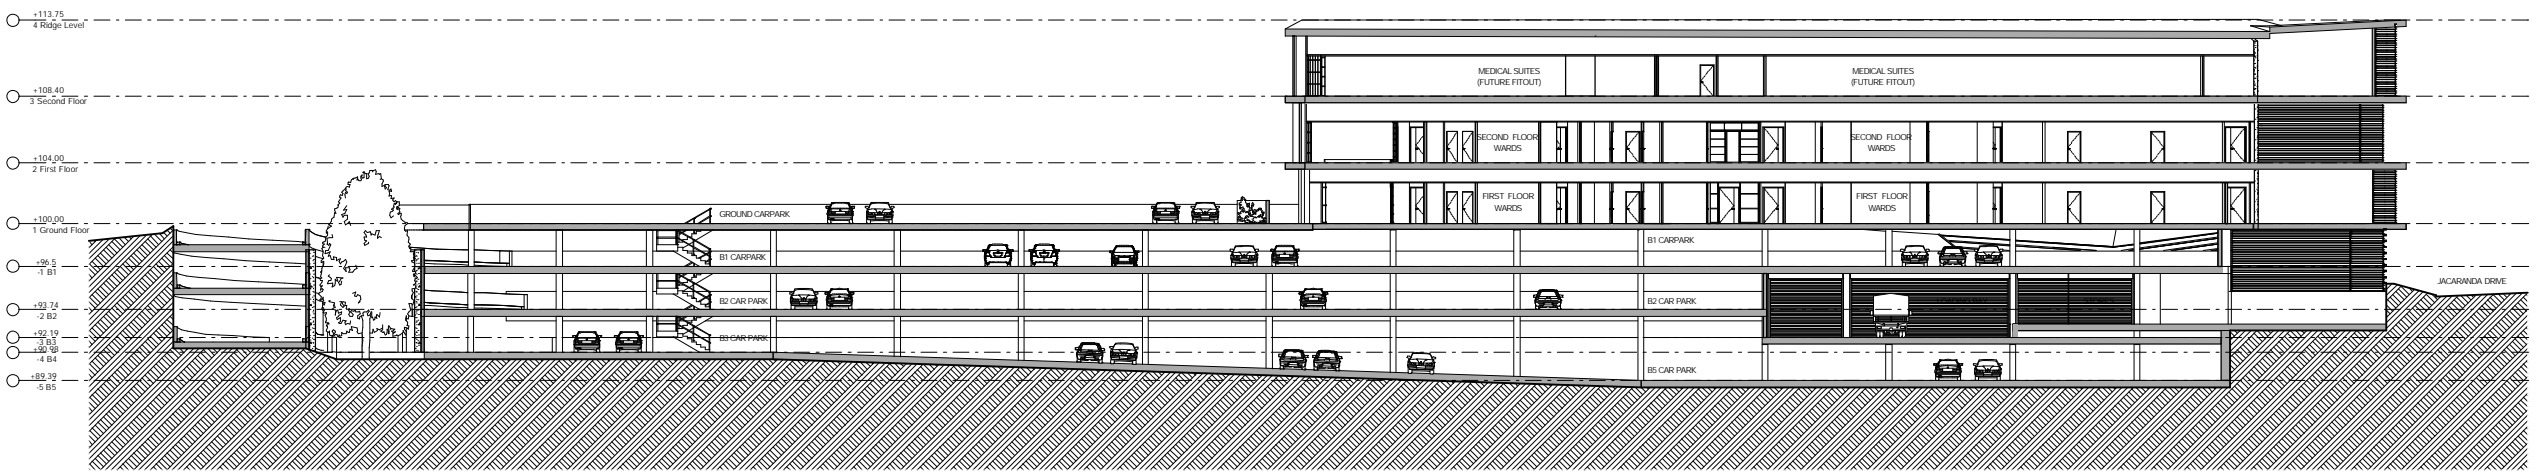 +113.75
4 Ridge Level
MEDICAL SUITES
(FUTURE FITOUT)
MEDICAL SUITES
(FUTURE FITOUT)
+108.40
3 Second Floor
SECOND FLOOR
WARDS
SECOND FLOOR
WARDS
+104.00
2 First Floor
FIRST FLOOR
WARDS
FIRST FLOOR
WARDS
GROUND CARPARK
+100.00
1 Ground Floor
B1 CARPARK
B1 CARPARK
+96.5
-1 B1
JACARANDA DRIVE
B2 CAR PARK
B2 CAR PARK
LOADING BAY
+93.74
-2 B2
+92.19
-3 B3
B3 CAR PARK
+90.98
-4 B4
B5 CAR PARK
+89.39
-5 B5